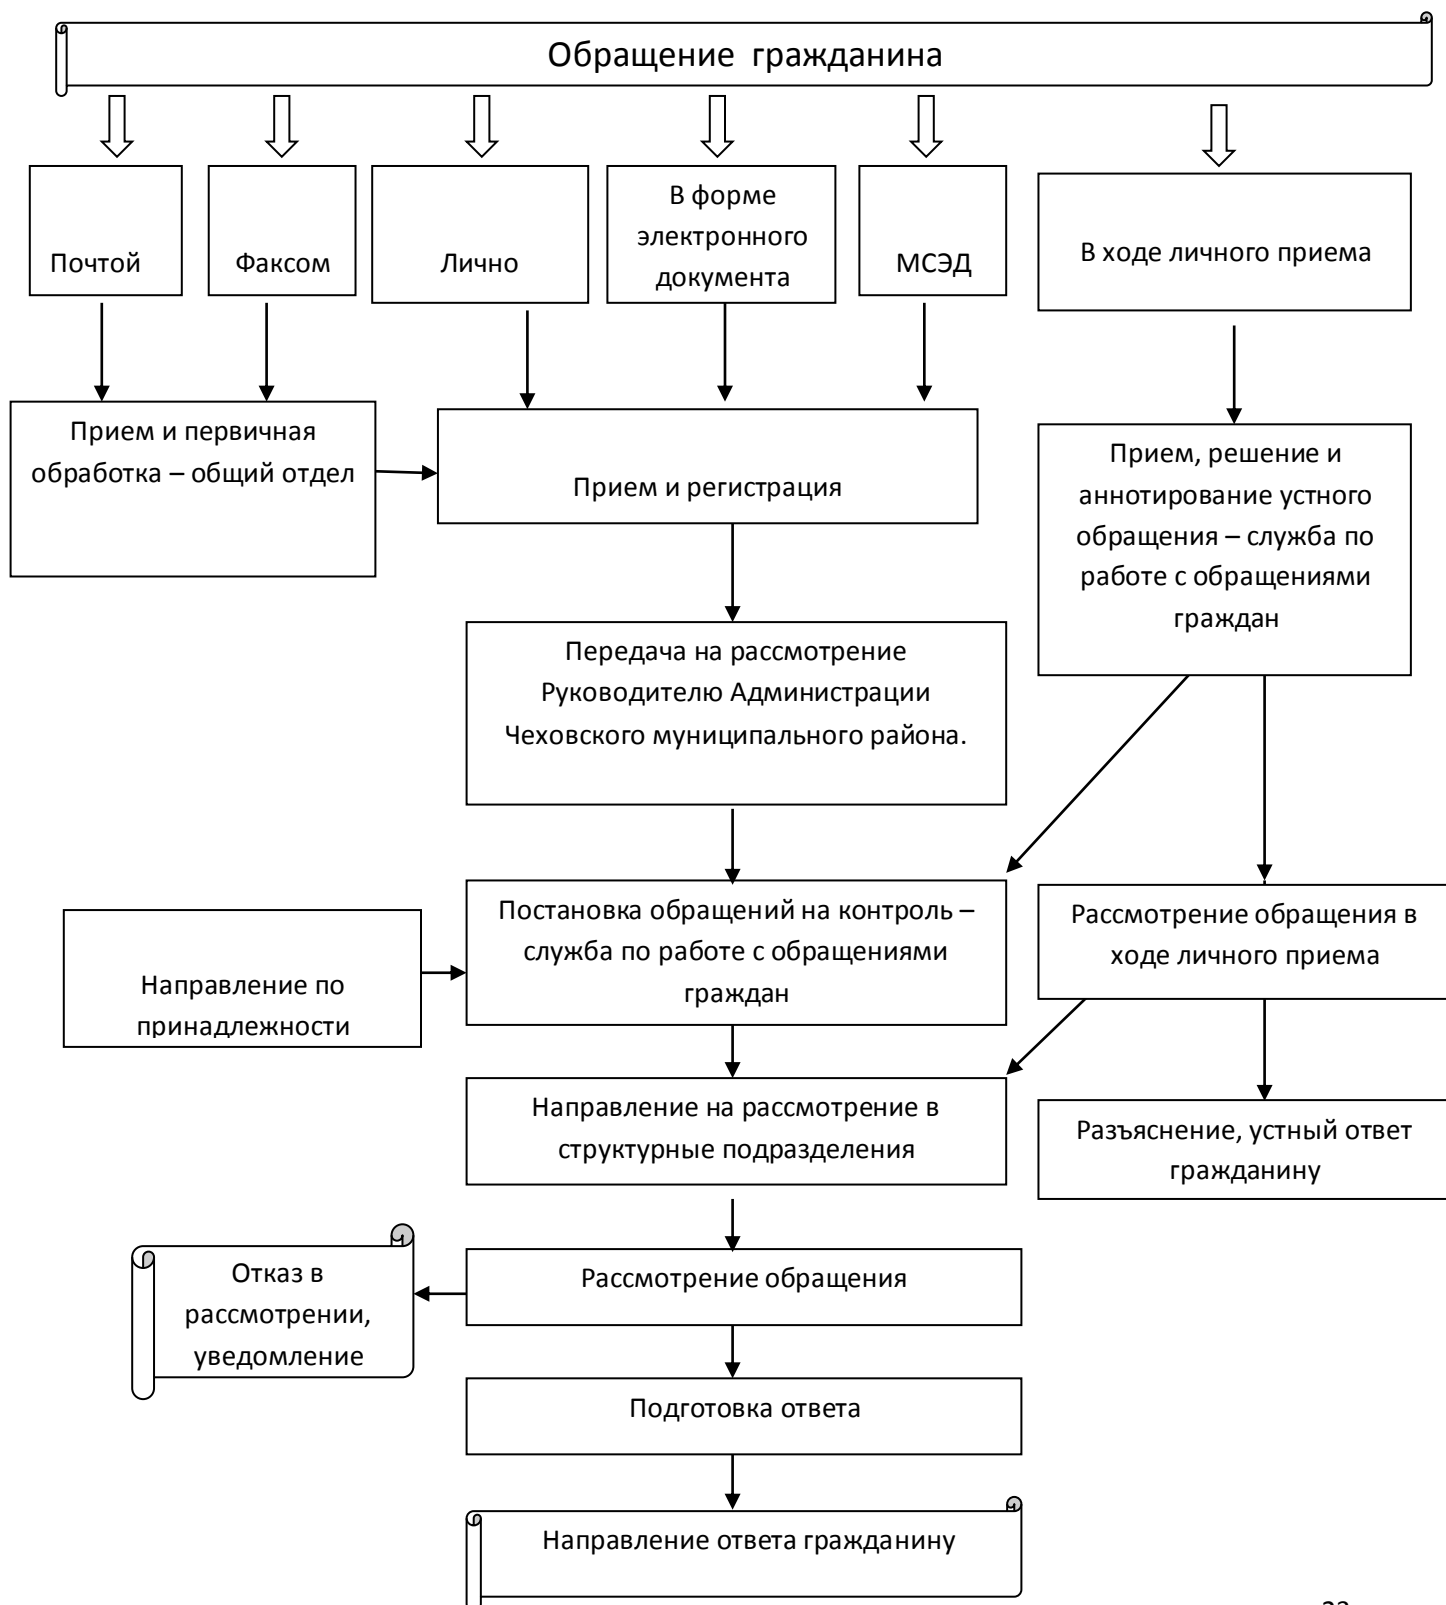 Обращение гражданина
Почтой
Факсом
Лично
В форме
электронного
документа
МСЭД
В ходе личного приема
Прием и первичная
обработка – общий отдел
Прием и регистрация
Прием, решение и
аннотирование устного
обращения – служба по
работе с обращениями
граждан
Передача на рассмотрение
Руководителю Администрации
Чеховского муниципального района.
Постановка обращений на контроль –
служба по работе с обращениями
граждан
Рассмотрение обращения в
ходе личного приема
Направление по
принадлежности
Направление на рассмотрение в
структурные подразделения
Разъяснение, устный ответ
гражданину
Отказ в
рассмотрении,
уведомление
Рассмотрение обращения
Подготовка ответа
Направление ответа гражданину